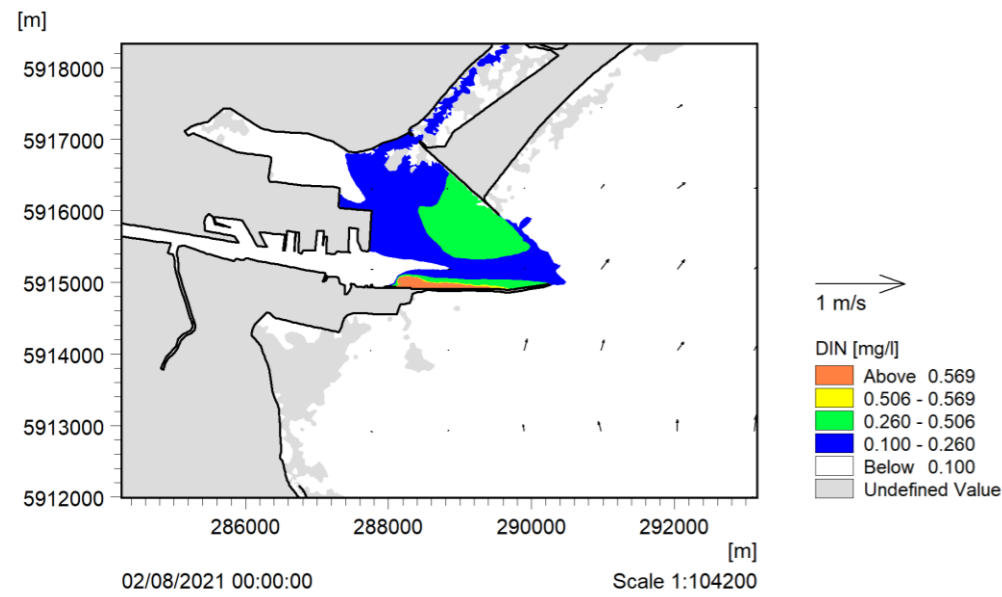 [m]
5918000
5917000
5916000
5915000
5914000
5913000
5912000
286000 288000 290000 292000
[m]
02/08/2021 00:00:00 Scale 1:104200
1 m/s
DIN [mg/l]
Above 0.569
0.506 - 0.569
0.260 - 0.506
0.100 - 0.260
Below 0.100
Undefined Value